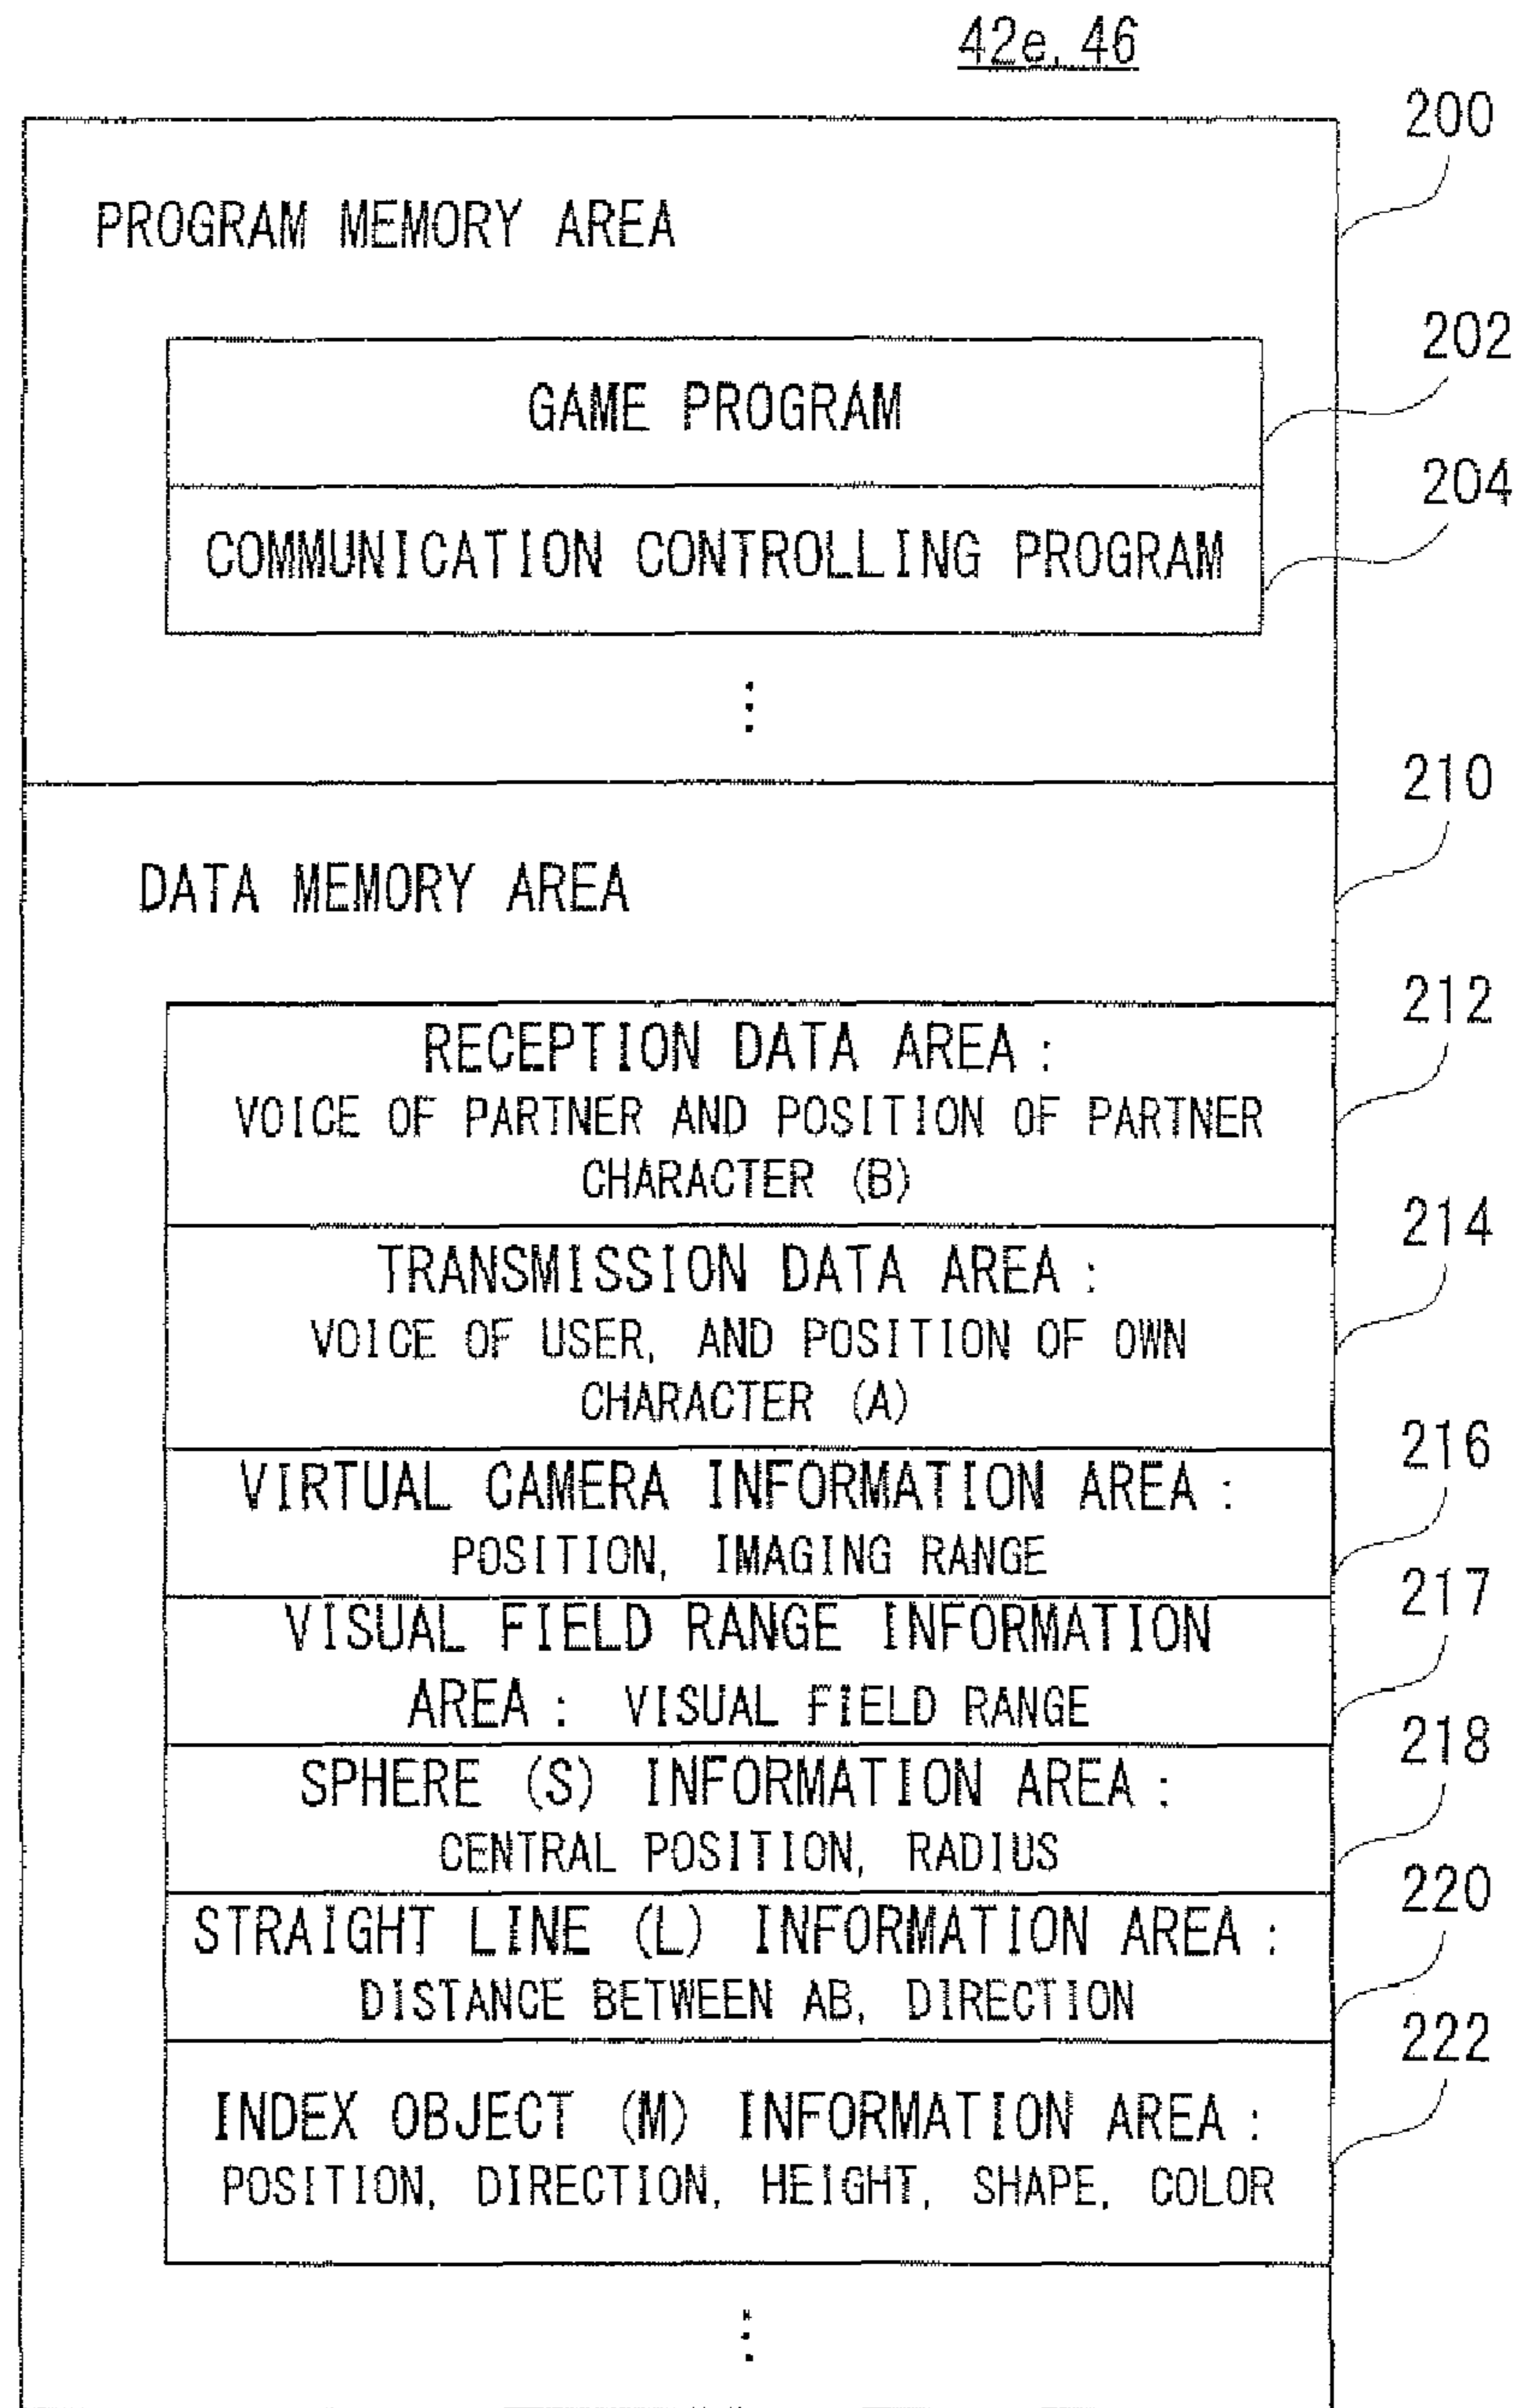 42e, 46
200
PROGRAM MEMORY AREA
202
GAME PROGRAM
204
COMMUNICATION CONTROLLING PROGRAM
210
DATA MEMORY AREA
212
RECEPTION DATA AREA :
VOICE OF PARTNER AND POSITION OF PARTNER
CHARACTER (B)
214
TRANSMISSION DATA AREA :
VOICE OF USER, AND POSITION OF OWN
CHARACTER (A)
216
VIRTUAL CAMERA INFORMATION AREA :
POSITION, IMAGING RANGE
217
VISUAL FIELD RANGE INFORMATION
AREA : VISUAL FIELD RANGE
218
SPHERE (S) INFORMATION AREA :
CENTRAL POSITION, RADIUS
220
STRAIGHT LINE (L) INFORMATION AREA :
DISTANCE BETWEEN AB, DIRECTION
222
INDEX OBJECT (M) INFORMATION AREA :
POSITION, DIRECTION, HEIGHT, SHAPE, COLOR